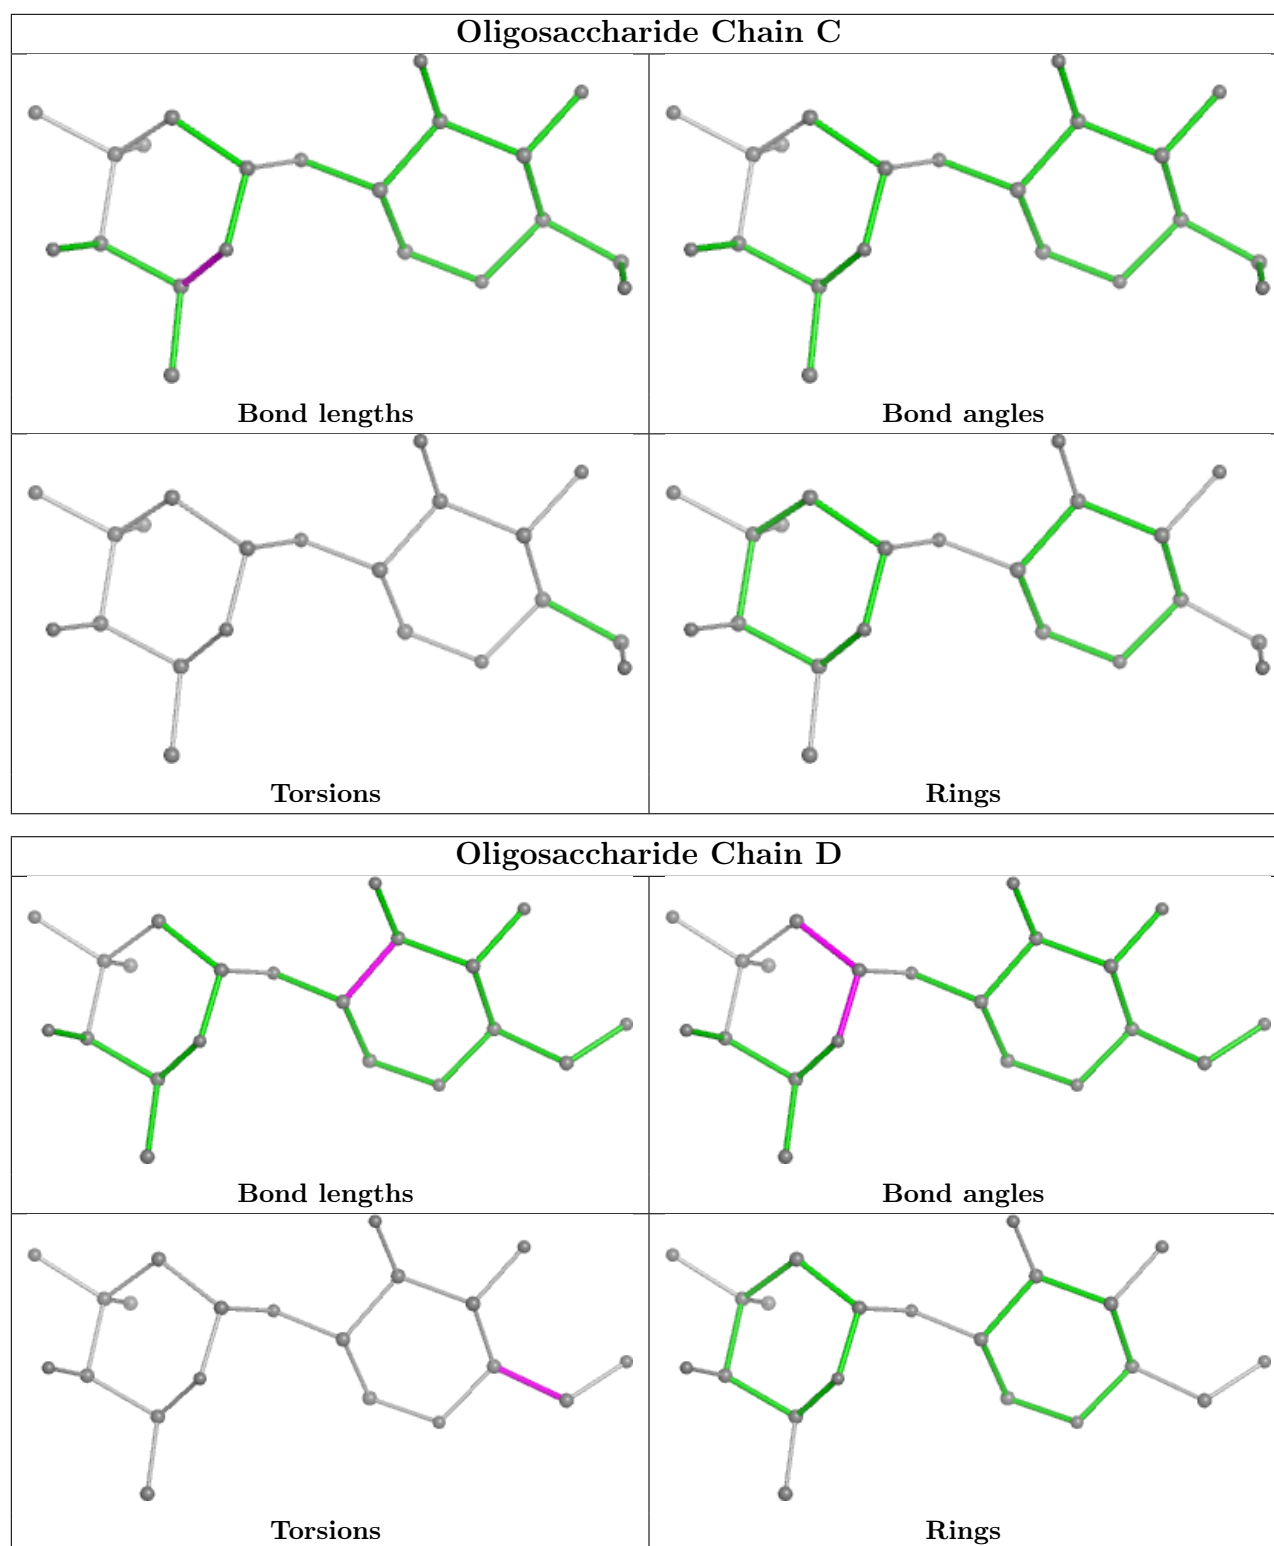 Oligosaccharide Chain C
Bond lengths
Bond angles
Torsions
Rings
Oligosaccharide Chain D
Bond lengths
Bond angles
Torsions
Rings